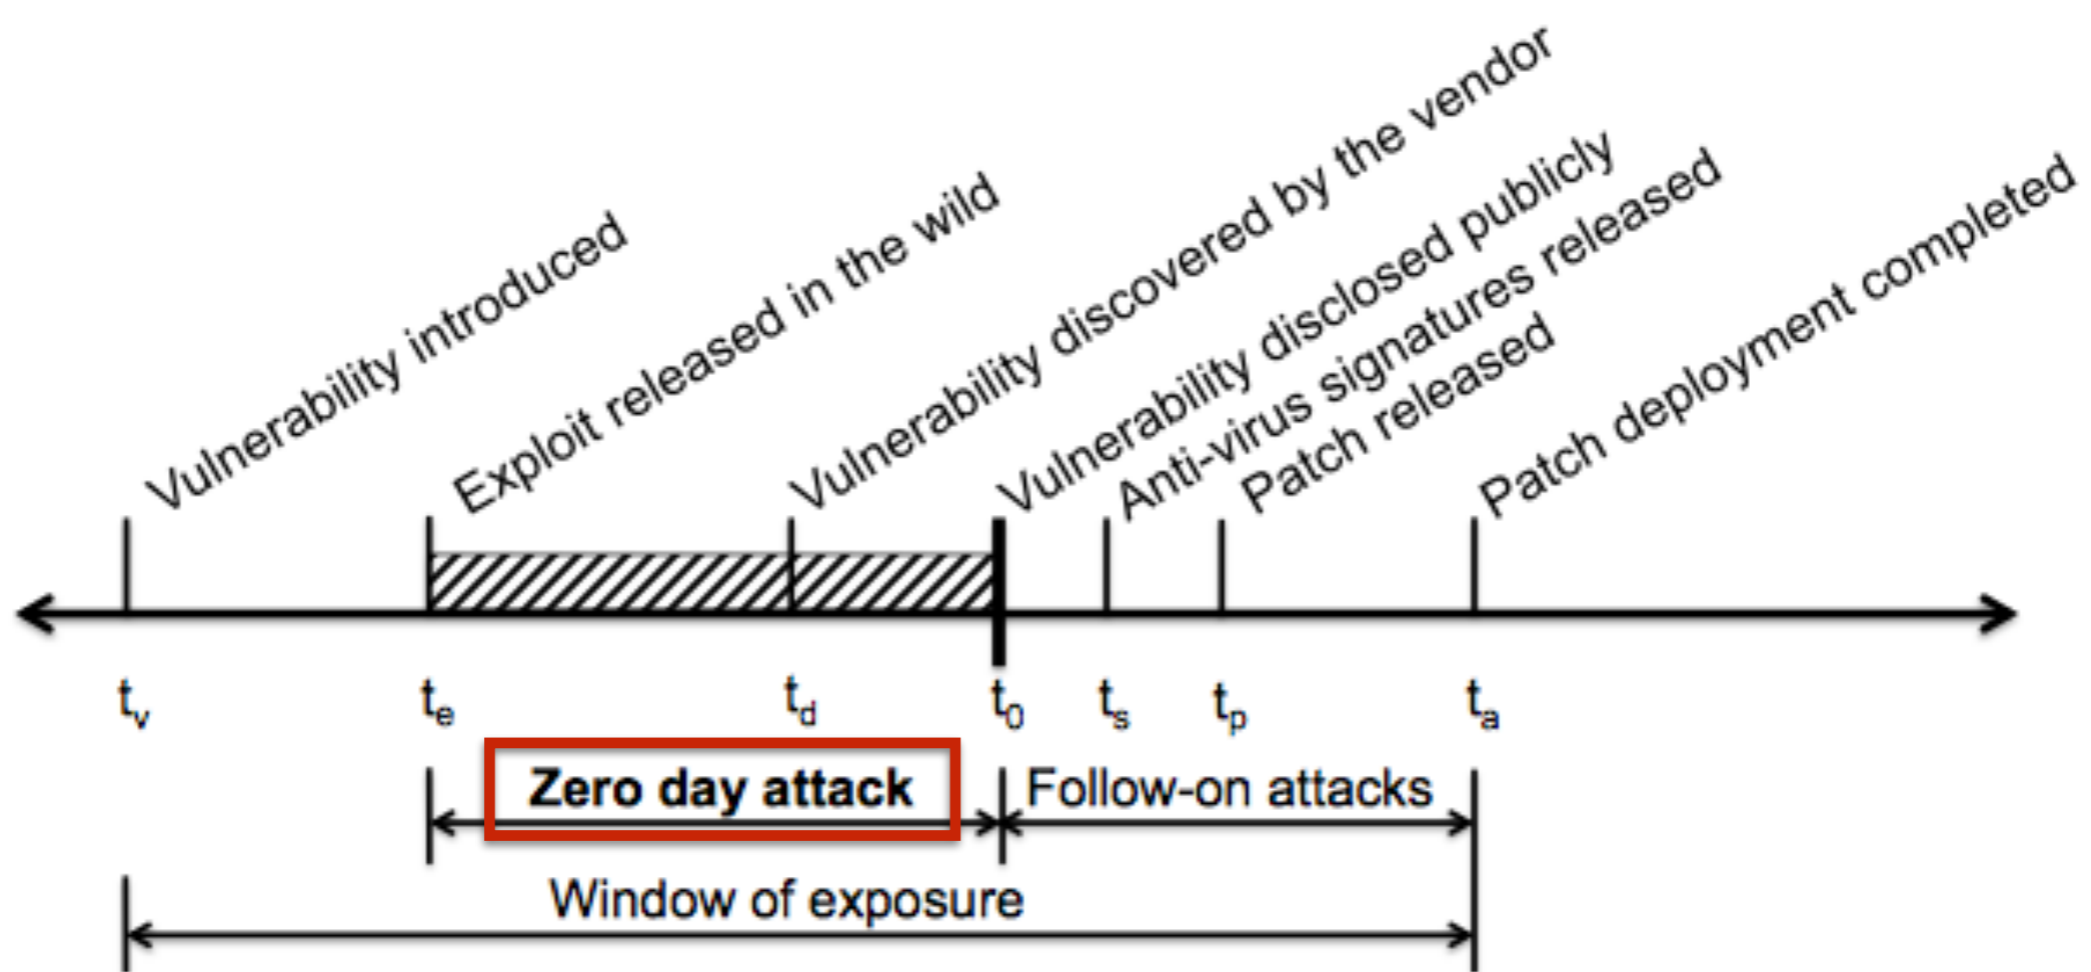 Vulnerability introduced
Exploit released in the wild
Vulnerability discovered by the vendor
Vulnerability disclosed publicly
Anti-virus signatures released
Patch released
Patch deployment completed
tv te td t0 ts tp ta
Zero day attack
Follow-on attacks
Window of exposure